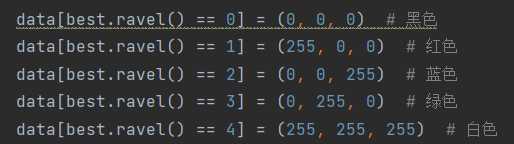 data[best.ravel() == 0] = (0, 0, 0)  # 黑色
data[best.ravel() == 1] = (255, 0, 0)  # 红色
data[best.ravel() == 2] = (0, 0, 255)  # 蓝色
data[best.ravel() == 3] = (0, 255, 0)  # 绿色
data[best.ravel() == 4] = (255, 255, 255)  # 白色